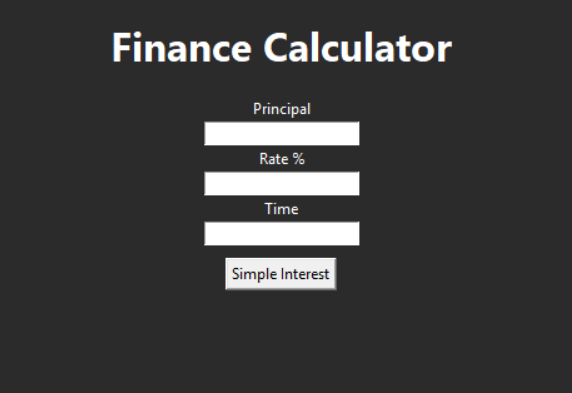 Finance Calculator
Principal
Rate %
Time
Simple Interest